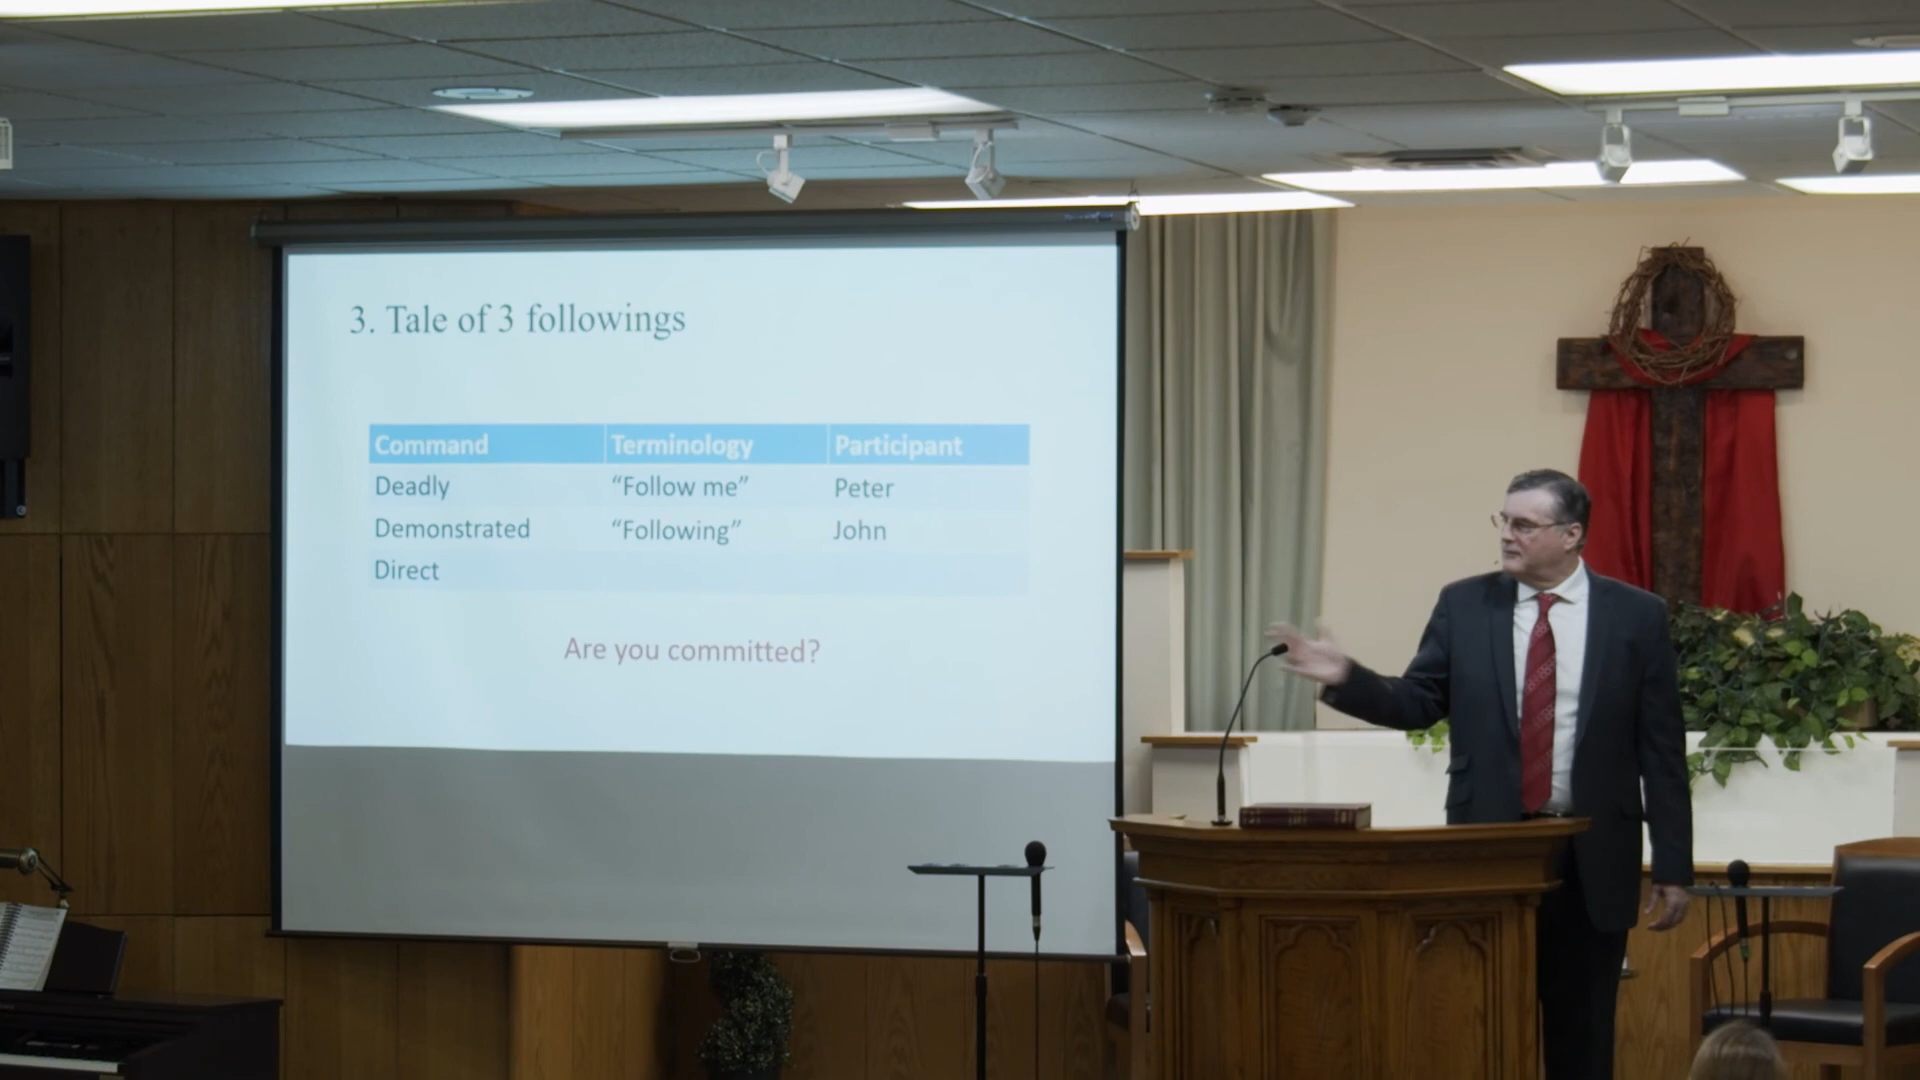 3. Tale of 3 followings
Command Terminology Participant
Deadly “Follow me” Peter
Demonstrated “Following” John
Direct
Are you committed?